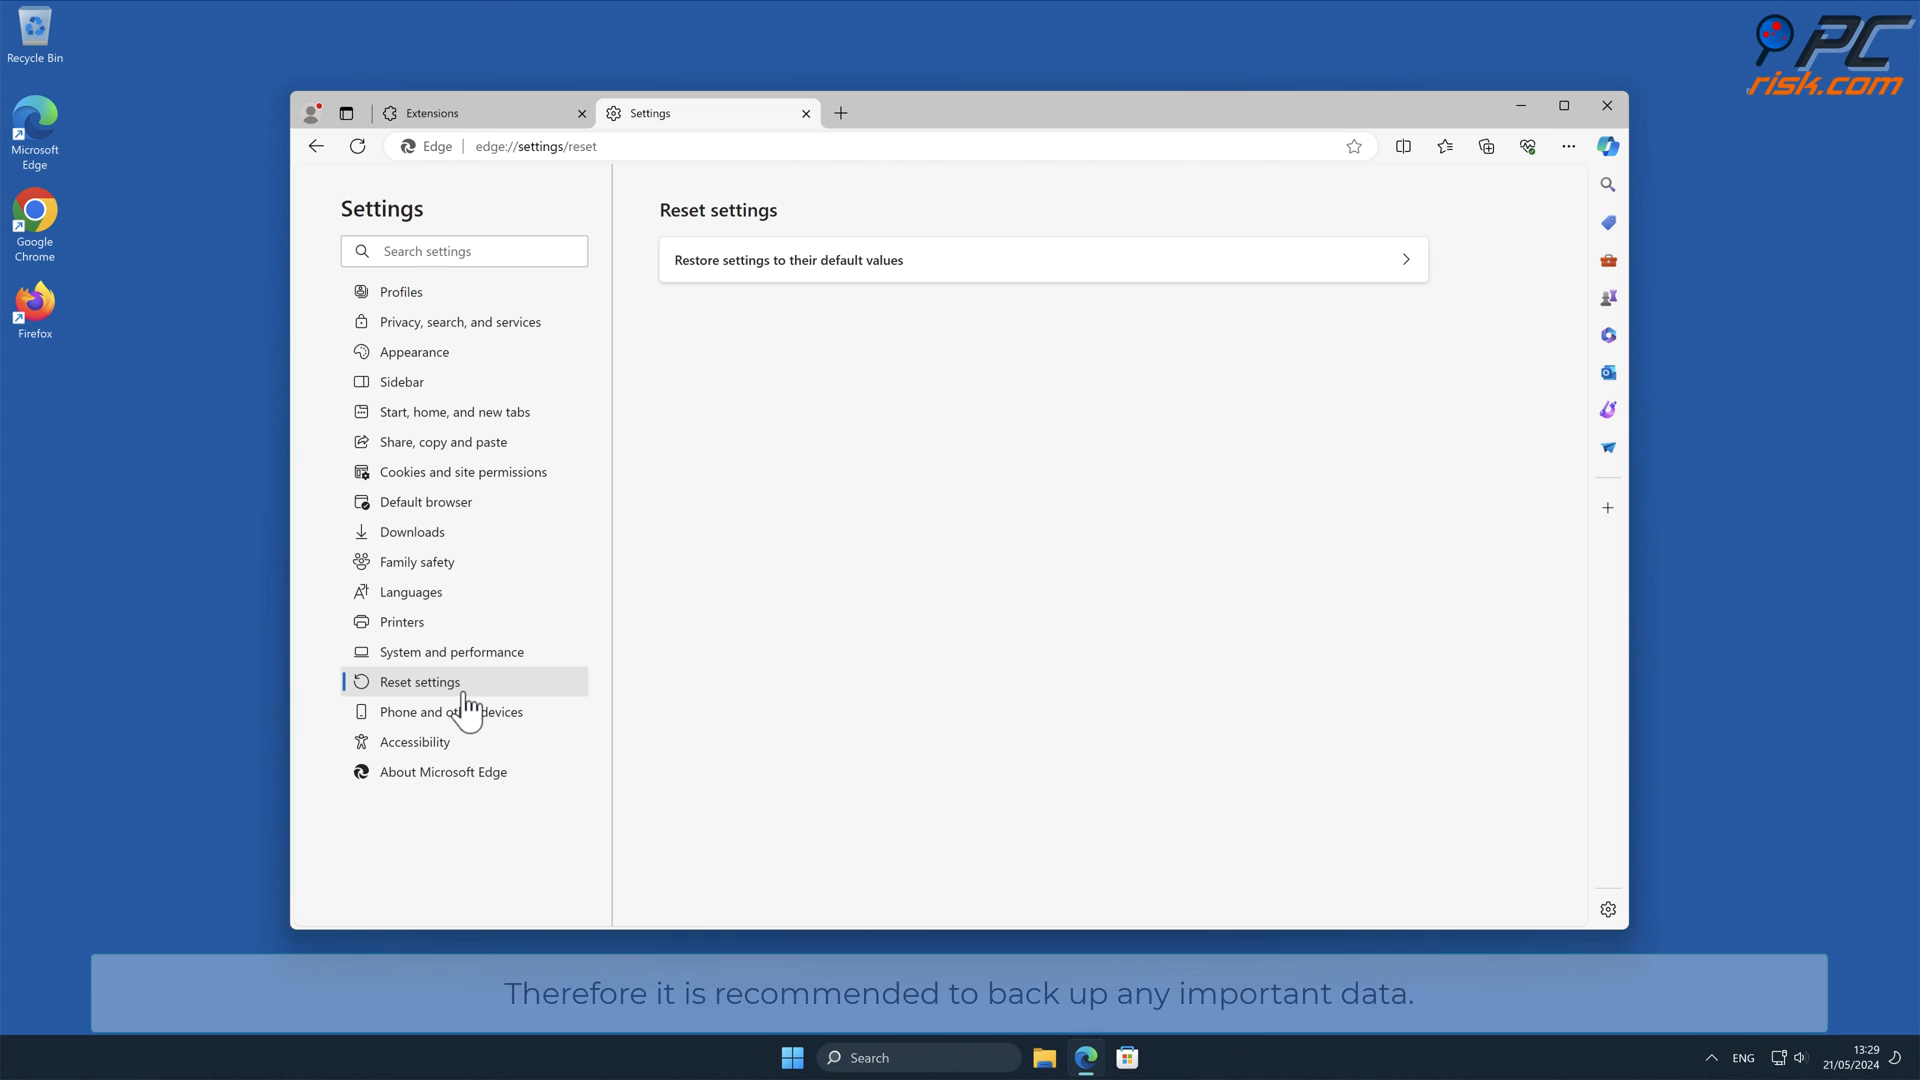 Recycle Bin
Microsoft
Edge
Google
Chrome
Firefox
PC
risk.com
Extensions
Settings
Edge
edge://settings/reset
Settings
Search settings
Profiles
Privacy, search, and services
Appearance
Sidebar
Start, home, and new tabs
Share, copy and paste
Cookies and site permissions
Default browser
Downloads
Family safety
Languages
Printers
System and performance
Reset settings
Phone and ot devices
Accessibility
About Microsoft Edge
Reset settings
Restore settings to their default values
Therefore it is recommended to back up any important data.
Search
ENG
13:29
21/05/2024